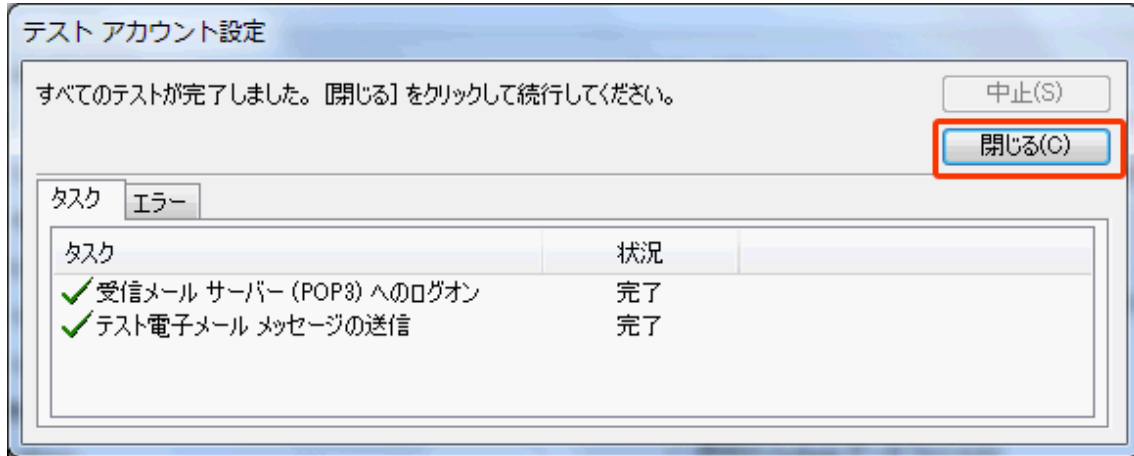 テスト アカウント設定
すべてのテストが完了しました。[閉じる] をクリックして続行してください。
中止(S)
閉じる(C)
タスク エラー
タスク 状況
受信メール サーバー (POP3) へのログオン 完了
テスト電子メール メッセージの送信 完了